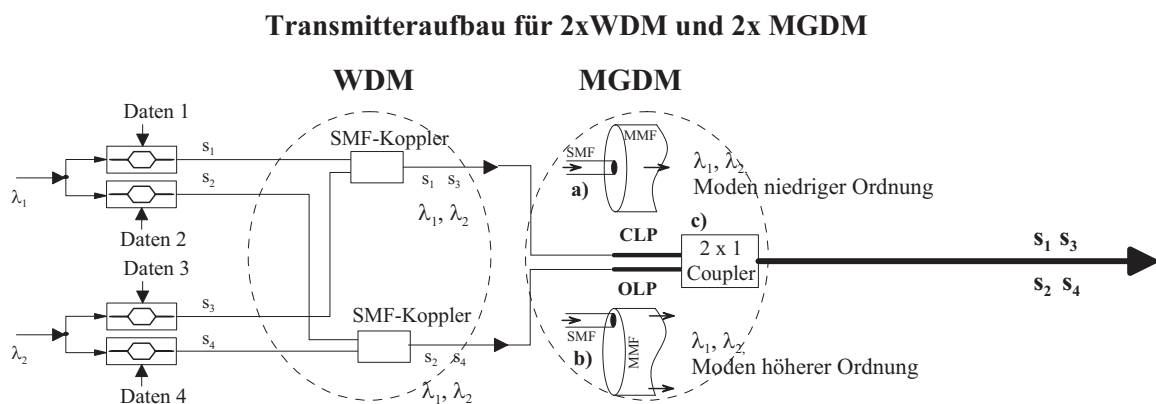 Transmitteraufbau für 2xWDM und 2x MGDM
WDM
MGDM
Daten 1
s₁
s₂
λ₁
Daten 2
SMF-Koppler
s₁ s₃
λ₁, λ₂
Daten 3
s₃
s₄
λ₂
Daten 4
SMF-Koppler
s₂ s₄
λ₁, λ₂
SMF
MMF
a)
λ₁, λ₂,
Moden niedriger Ordnung
c)
CLP
2 x 1
Coupler
OLP
s₁ s₃
s₂ s₄
SMF
MMF
b)
λ₁, λ₂,
Moden höherer Ordnung